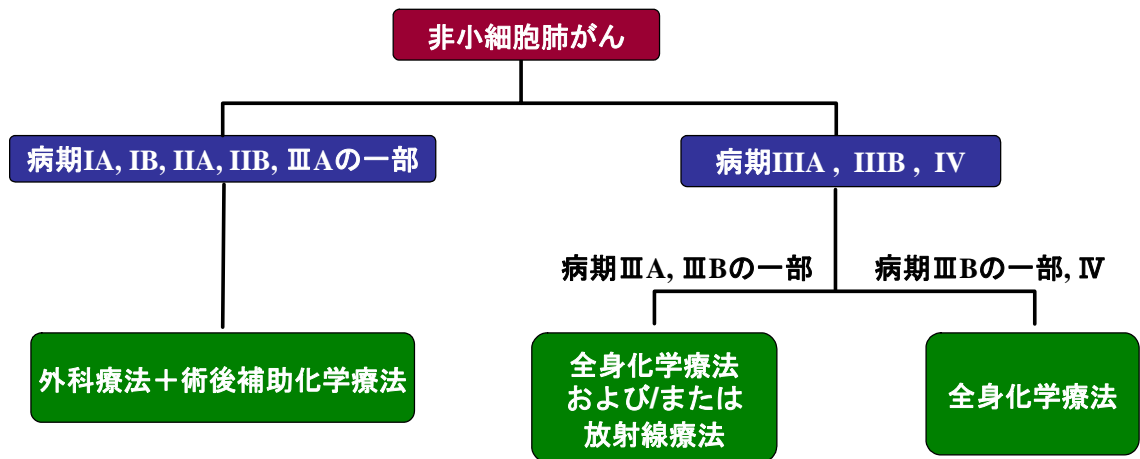 非小細胞肺がん
病期IA, IB, IIA, IIB, ⅢAの一部
病期IIIA , IIIB , IV
病期ⅢA, ⅢBの一部
病期ⅢBの一部, Ⅳ
外科療法＋術後補助化学療法
全身化学療法
および/または
放射線療法
全身化学療法